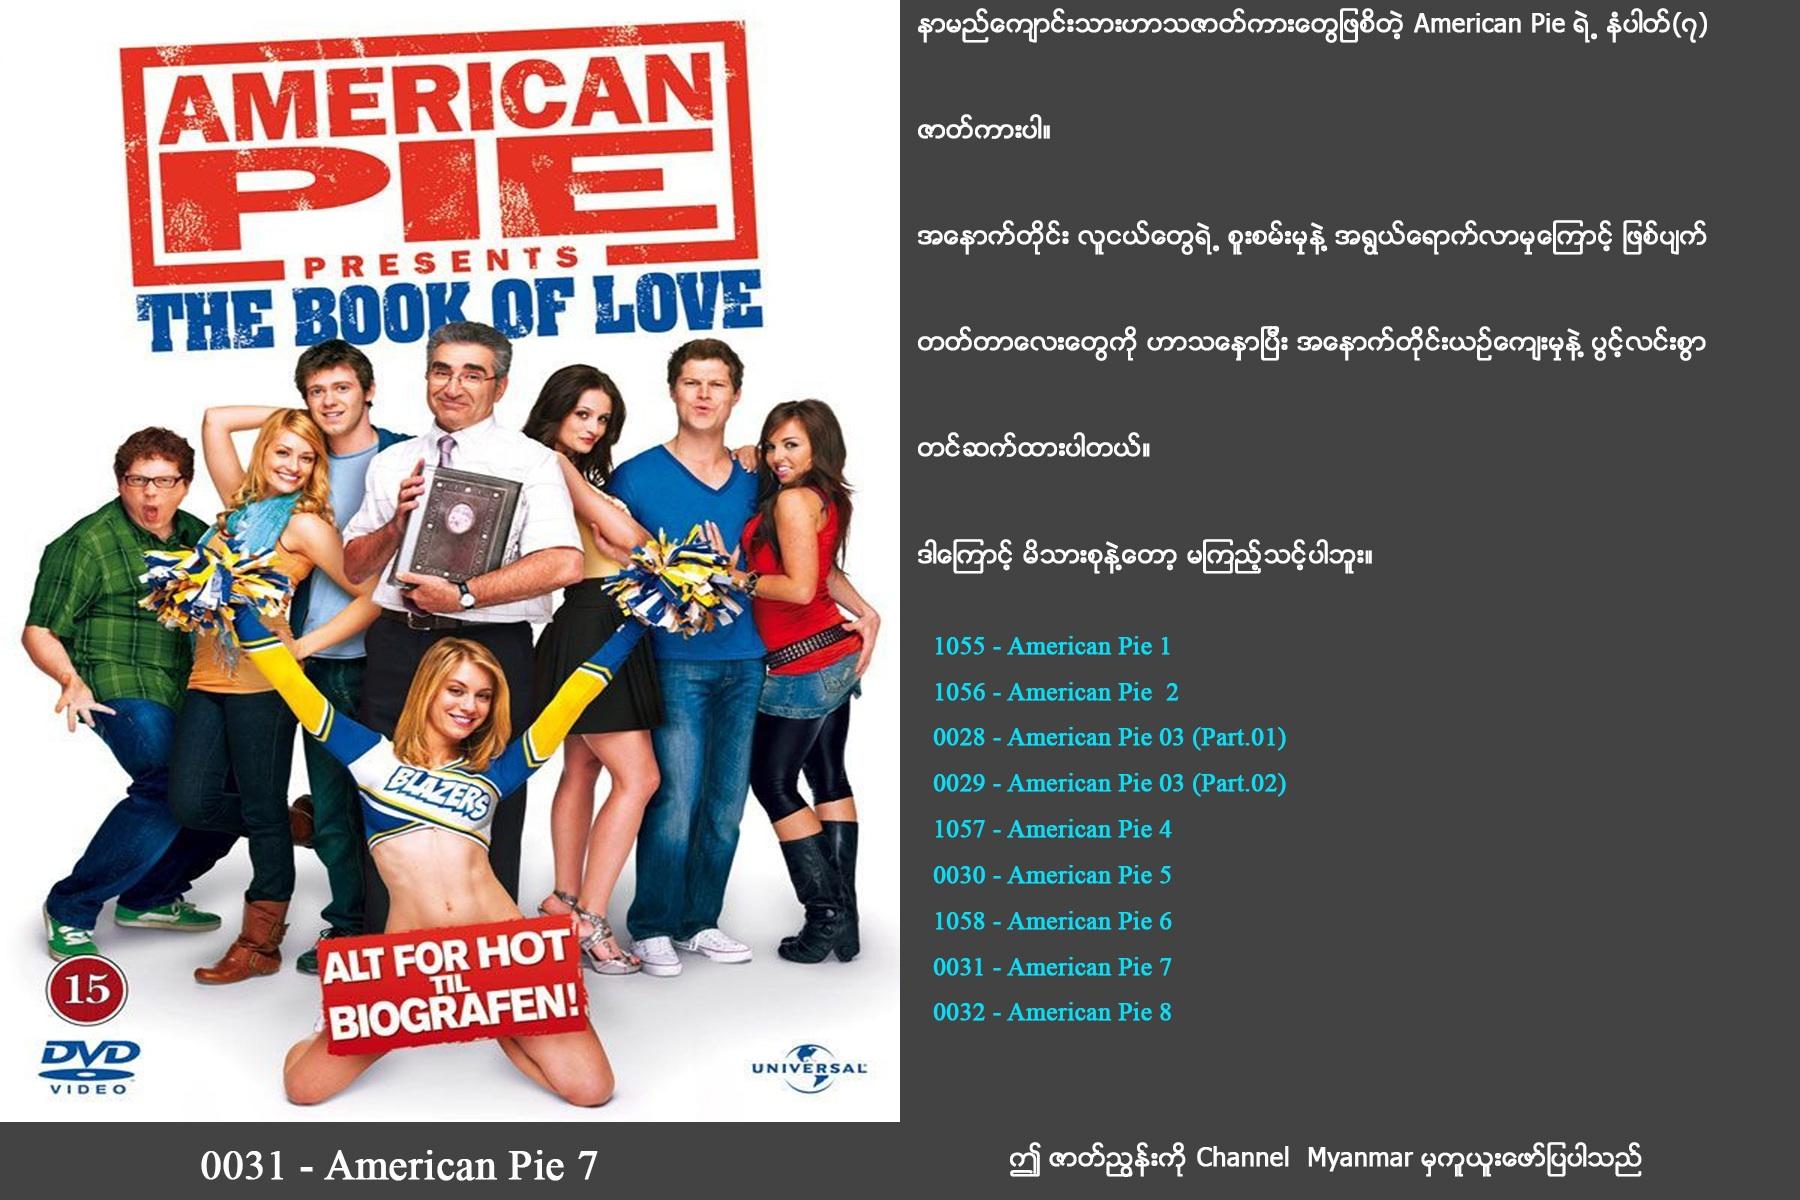 AMERICAN
PIE
PRESENTS
THE BOOK OF LOVE
BLAZERS
ALT FOR HOT
TIL
BIOGRAFEN!
15
DVD
VIDEO
UNIVERSAL
0031 - American Pie 7
နာမည်ကျောင်းသားဟာသဇာတ်ကားတွေဖြစ်တဲ့ American Pie ရဲ့ နံပါတ်(၇)
ဇာတ်ကားပါ။
အနောက်တိုင်း လူငယ်တွေရဲ့ စူးစမ်းမှုနဲ့ အရွယ်ရောက်လာမှုကြောင့် ဖြစ်ပျက်
တတ်တာလေးတွေကို ဟာသနှောပြီး အနောက်တိုင်းယဉ်ကျေးမှုနဲ့ ပွင့်လင်းစွာ
တင်ဆက်ထားပါတယ်။
ဒါကြောင့် မိသားစုနဲ့တော့ မကြည့်သင့်ပါဘူး။
1055 - American Pie 1
1056 - American Pie 2
0028 - American Pie 03 (Part.01)
0029 - American Pie 03 (Part.02)
1057 - American Pie 4
0030 - American Pie 5
1058 - American Pie 6
0031 - American Pie 7
0032 - American Pie 8
ဤ ဇာတ်ညွှန်းကို Channel Myanmar မှကူယူးဖော်ပြပါသည်